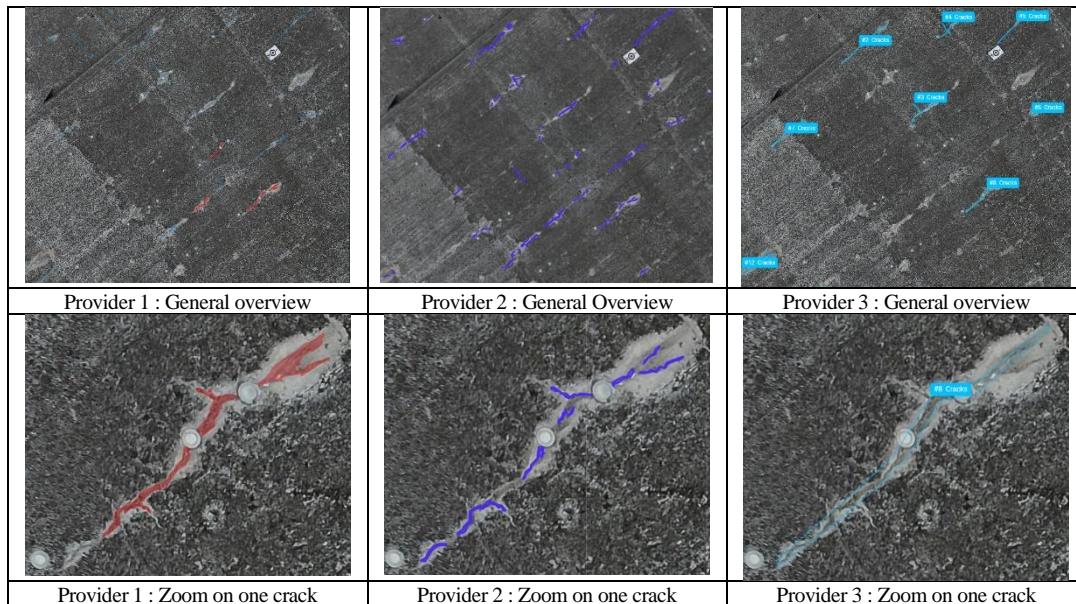 #4 Cracks
#5 Cracks
#2 Cracks
#3 Cracks
#7 Cracks
#8 Cracks
#12 Cracks
Provider 1 : General overview
Provider 2 : General Overview
Provider 3 : General overview
#8 Cracks
Provider 1 : Zoom on one crack
Provider 2 : Zoom on one crack
Provider 3 : Zoom on one crack